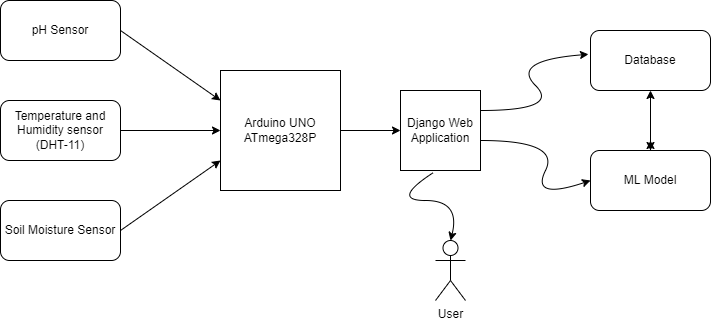 pH Sensor
Temperature and
Humidity sensor
(DHT-11)
Soil Moisture Sensor
Arduino UNO
ATmega328P
Django Web
Application
Database
ML Model
User